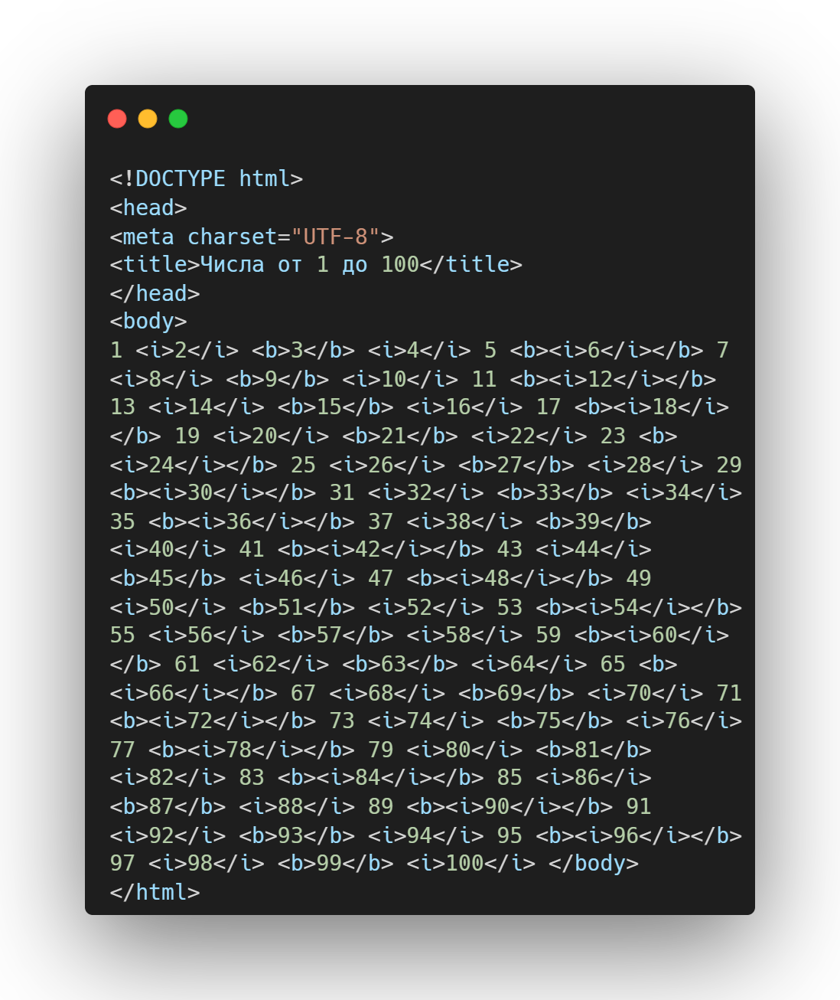 <!DOCTYPE html>
<head>
<meta charset="UTF-8">
<title>Числа от 1 до 100</title>
</head>
<body>
1 <i>2</i> <b>3</b> <i>4</i> 5 <b><i>6</i></b> 7
<i>8</i> <b>9</b> <i>10</i> 11 <b><i>12</i></b>
13 <i>14</i> <b>15</b> <i>16</i> 17 <b><i>18</i>
</b> 19 <i>20</i> <b>21</b> <i>22</i> 23 <b>
<i>24</i></b> 25 <i>26</i> <b>27</b> <i>28</i> 29
<b><i>30</i></b> 31 <i>32</i> <b>33</b> <i>34</i>
35 <b><i>36</i></b> 37 <i>38</i> <b>39</b>
<i>40</i> 41 <b><i>42</i></b> 43 <i>44</i>
<b>45</b> <i>46</i> 47 <b><i>48</i></b> 49
<i>50</i> <b>51</b> <i>52</i> 53 <b><i>54</i></b>
55 <i>56</i> <b>57</b> <i>58</i> 59 <b><i>60</i>
</b> 61 <i>62</i> <b>63</b> <i>64</i> 65 <b>
<i>66</i></b> 67 <i>68</i> <b>69</b> <i>70</i> 71
<b><i>72</i></b> 73 <i>74</i> <b>75</b> <i>76</i>
77 <b><i>78</i></b> 79 <i>80</i> <b>81</b>
<i>82</i> 83 <b><i>84</i></b> 85 <i>86</i>
<b>87</b> <i>88</i> 89 <b><i>90</i></b> 91
<i>92</i> <b>93</b> <i>94</i> 95 <b><i>96</i></b>
97 <i>98</i> <b>99</b> <i>100</i> </body>
</html>